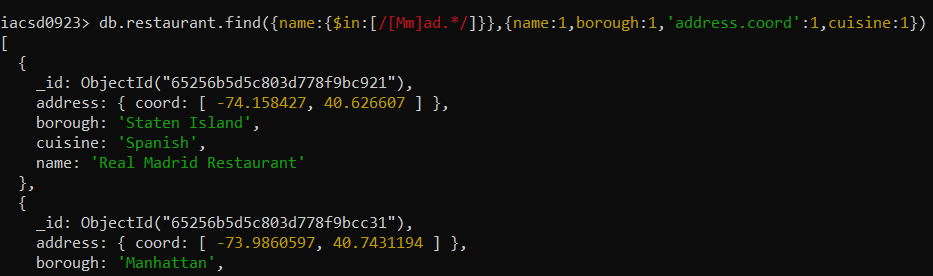 iacsd0923> db.restaurant.find({name:{$in:[/[Mm]ad.*/]}},{name:1,borough:1,'address.coord':1,cuisine:1})
[
  {
    _id: ObjectId("65256b5d5c803d778f9bc921"),
    address: { coord: [ -74.158427, 40.626607 ] },
    borough: 'Staten Island',
    cuisine: 'Spanish',
    name: 'Real Madrid Restaurant'
  },
  {
    _id: ObjectId("65256b5d5c803d778f9bcc31"),
    address: { coord: [ -73.9860597, 40.7431194 ] },
    borough: 'Manhattan',